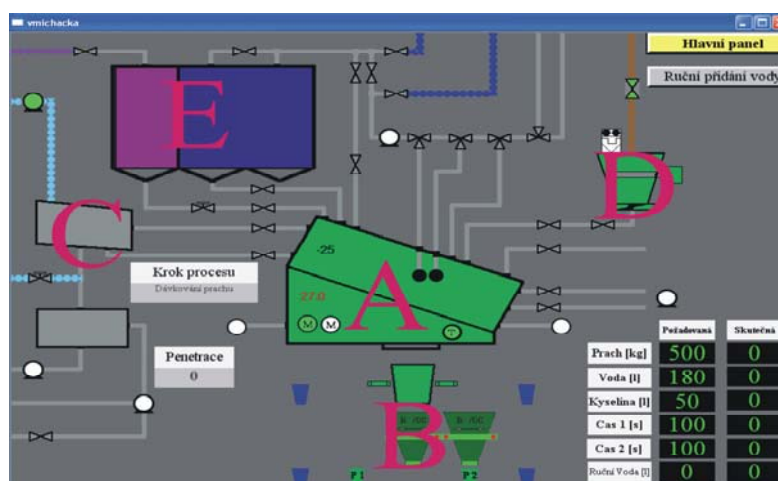 vmichacka
Hlavní panel
Ruční přidání vody
E
D
C
-25
A
Krok procesu
Dávkování prachu
27.0
M M T
Penetrace
0
Požadovaná Skutečná
Prach [kg] 500 0
Voda [l] 180 0
Kyselina [l] 50 0
Cas 1 [s] 100 0
Cas 2 [s] 100 0
Ruční Voda [l] 0 0
B
P 1 P 2